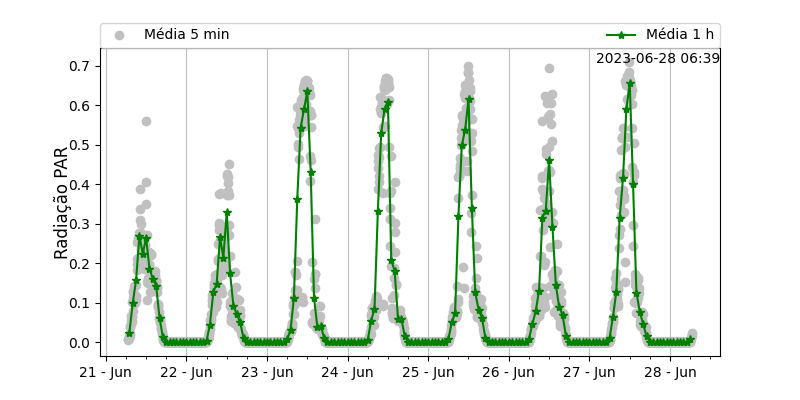 Média 5 min
Média 1 h
2023-06-28 06:39
Radiação PAR
0.7
0.6
0.5
0.4
0.3
0.2
0.1
0.0
21 - Jun
22 - Jun
23 - Jun
24 - Jun
25 - Jun
26 - Jun
27 - Jun
28 - Jun